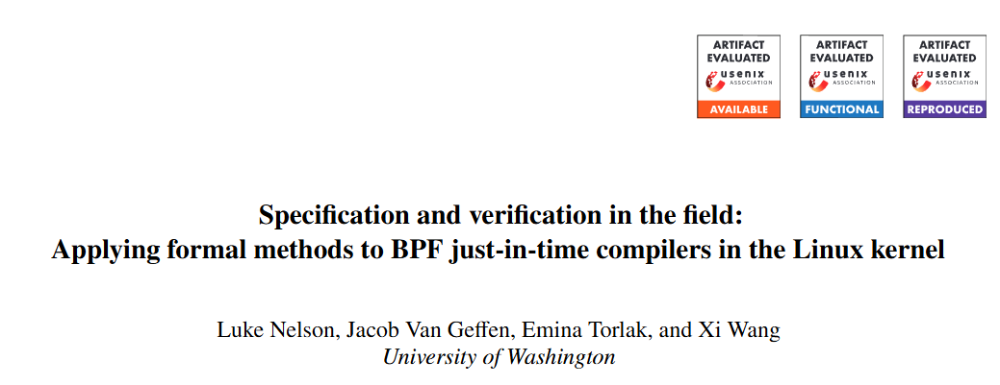 ARTIFACT
EVALUATED
usenix
ASSOCIATION
AVAILABLE
ARTIFACT
EVALUATED
usenix
ASSOCIATION
FUNCTIONAL
ARTIFACT
EVALUATED
usenix
ASSOCIATION
REPRODUCED
Specification and verification in the field:
Applying formal methods to BPF just-in-time compilers in the Linux kernel
Luke Nelson, Jacob Van Geffen, Emina Torlak, and Xi Wang
University of Washington